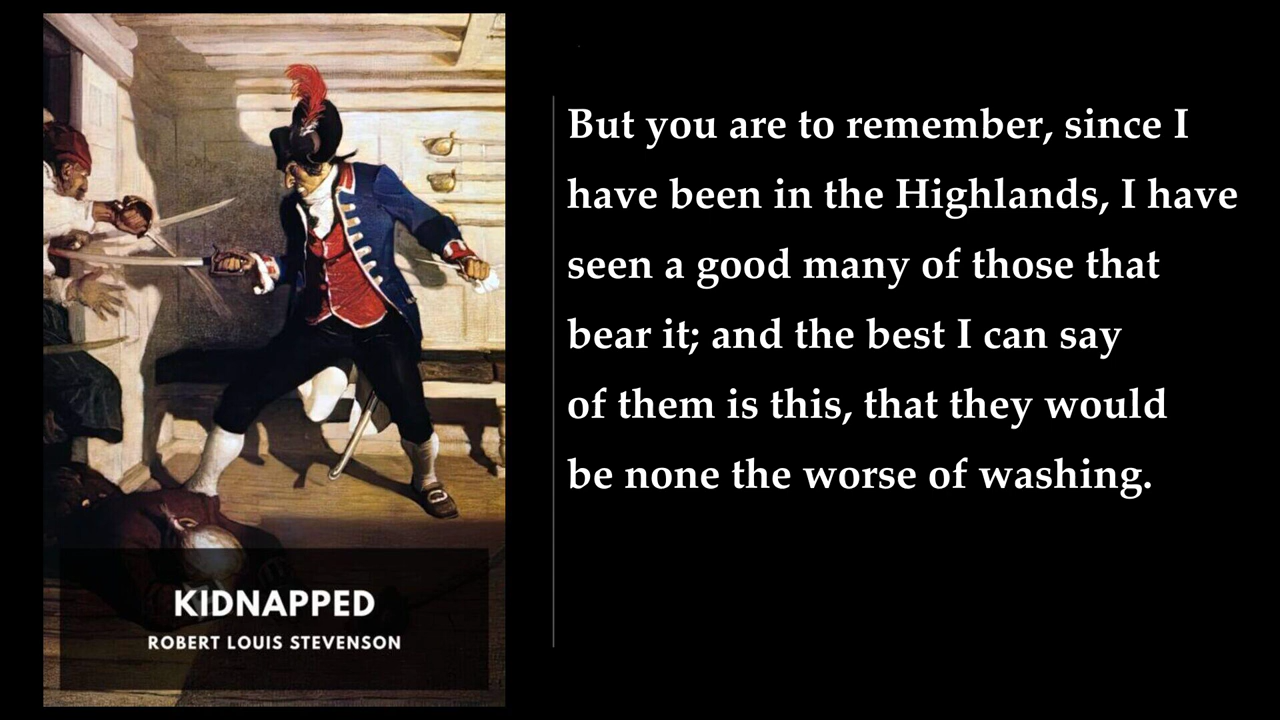 But you are to remember, since I
have been in the Highlands, I have
seen a good many of those that
bear it; and the best I can say
of them is this, that they would
be none the worse of washing.
KIDNAPPED
ROBERT LOUIS STEVENSON